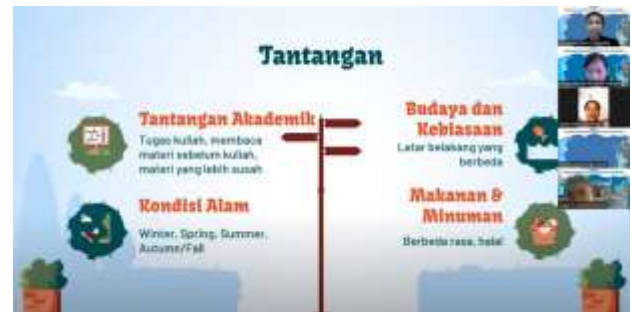 Tantangan
Tantangan Akademik
Tugas kuliah, membaca
materi sebelum kuliah,
materi yang lebih susah
Kondisi Alam
Winter, Spring, Summer,
Autumn/Fall
Budaya dan
Kebiasaan
Latar belakang yang
berbeda
Makanan &
Minuman
Berbeda rasa, halal